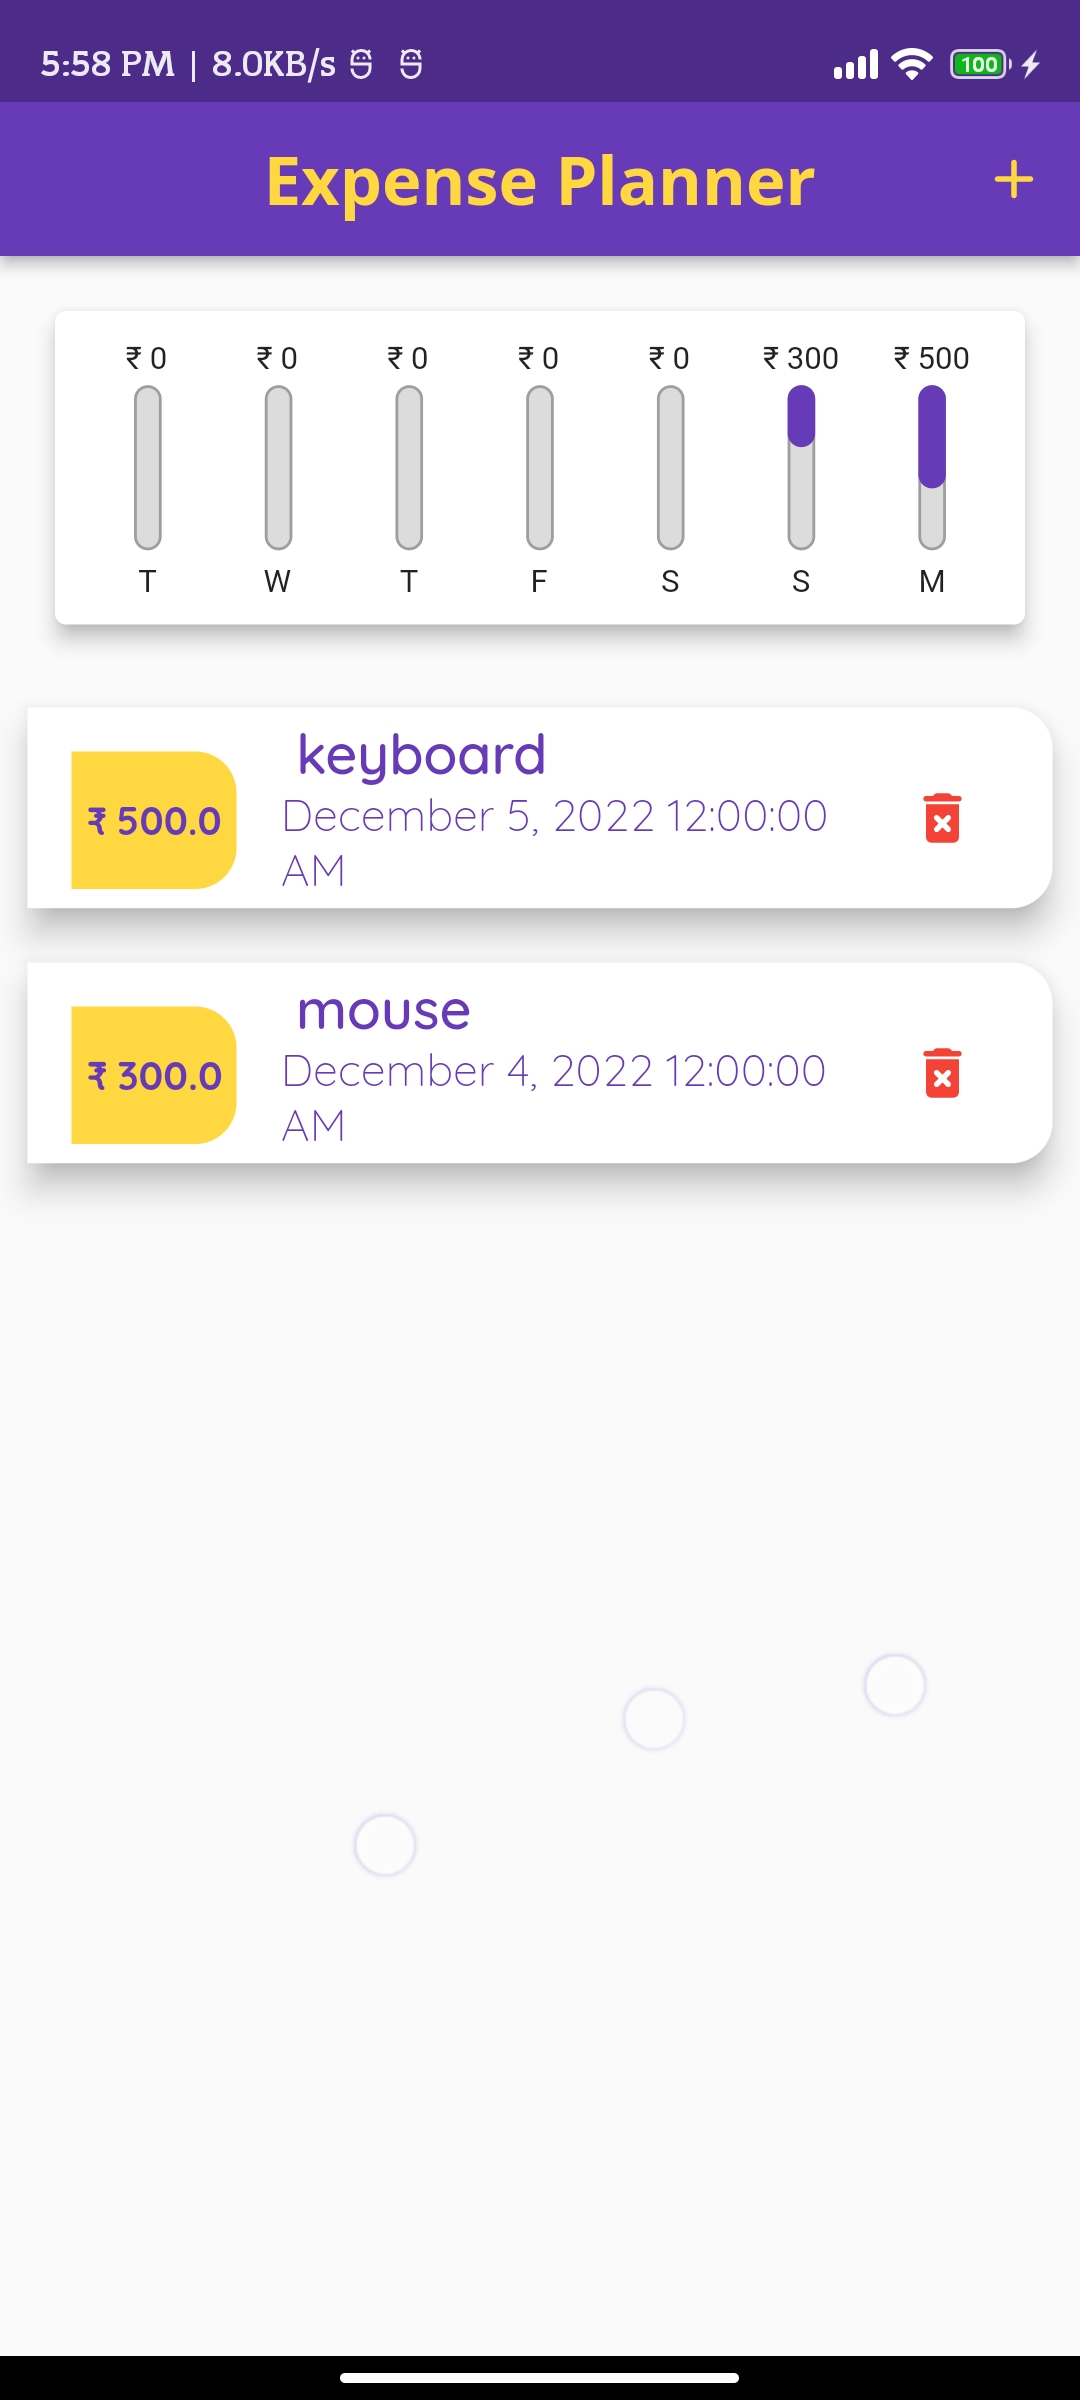 5:58 PM | 8.0KB/s
100
Expense Planner
₹ 0 ₹ 0 ₹ 0 ₹ 0 ₹ 0 ₹ 300 ₹ 500
T W T F S S M
keyboard
₹ 500.0
December 5, 2022 12:00:00
AM
mouse
₹ 300.0
December 4, 2022 12:00:00
AM